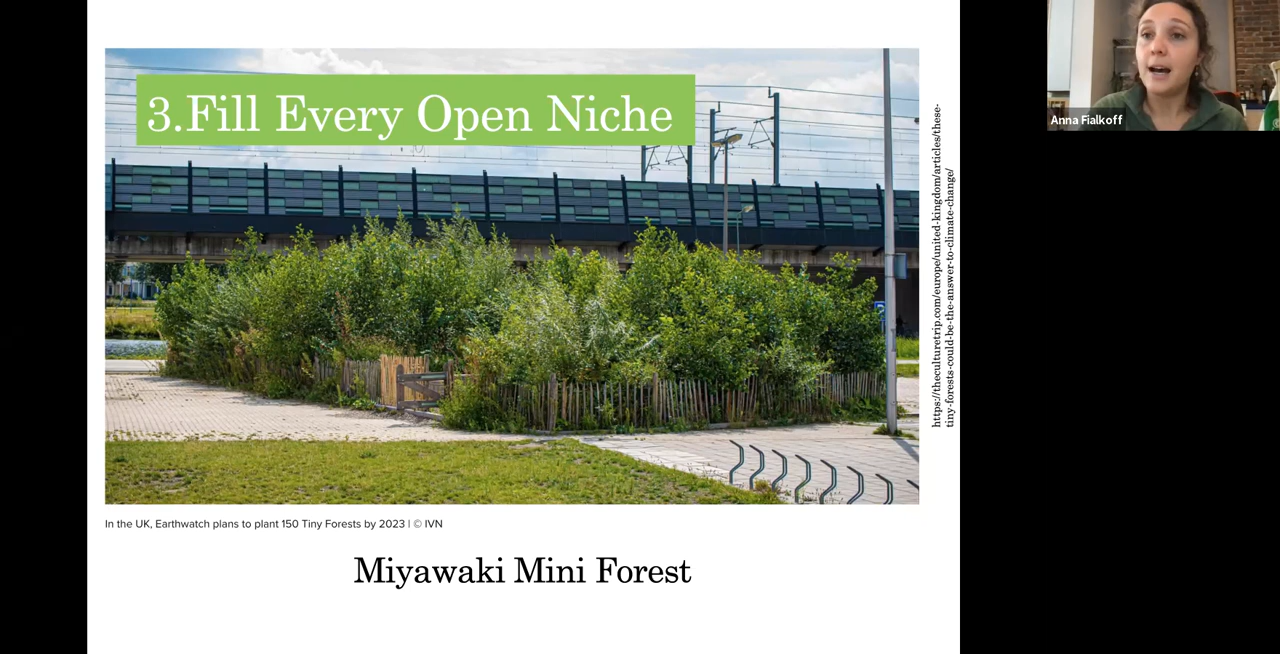 3.Fill Every Open Niche
Anna Fialkoff
https://theculturetrip.com/europe/united-kingdom/articles/these-
tiny-forests-could-be-the-answer-to-climate-change/
In the UK, Earthwatch plans to plant 150 Tiny Forests by 2023 | © IVN
Miyawaki Mini Forest